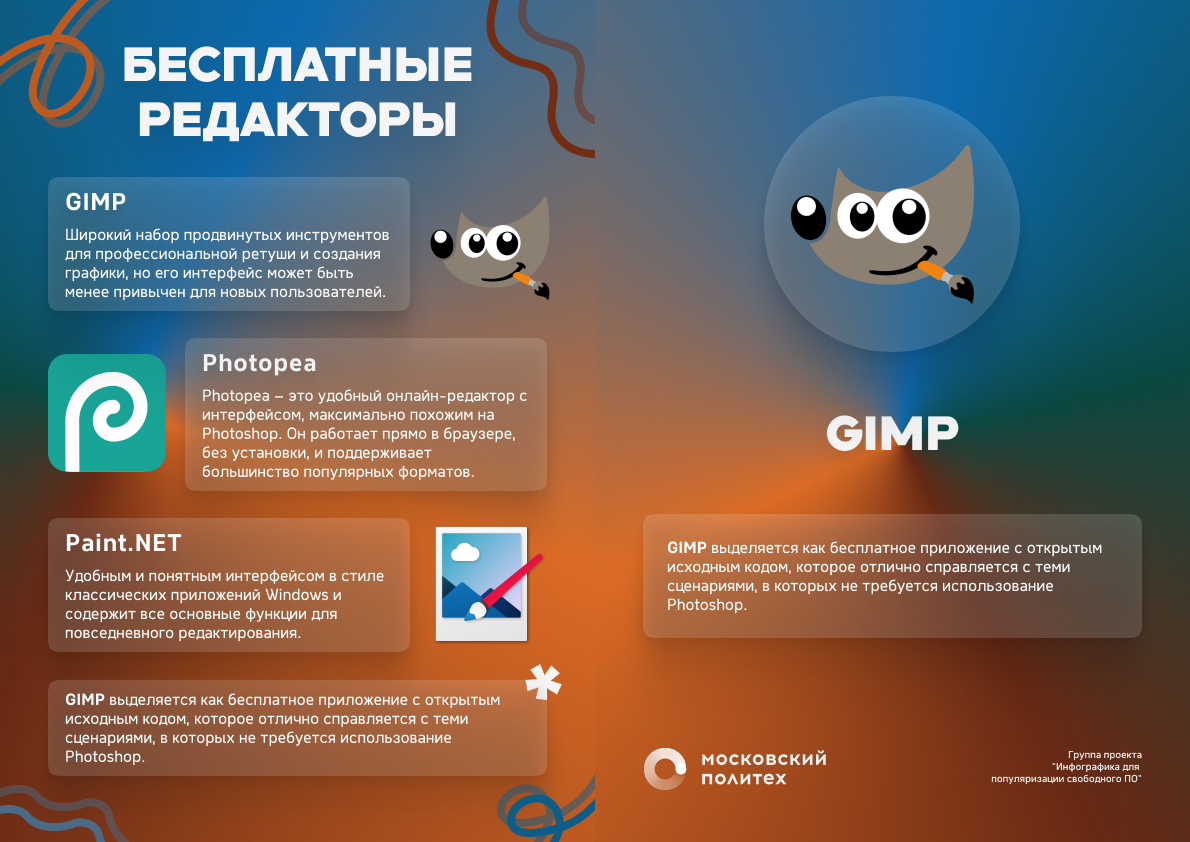 БЕСПЛАТНЫЕ
РЕДАКТОРЫ
GIMP
Широкий набор продвинутых инструментов
для профессиональной ретуши и создания
графики, но его интерфейс может быть
менее привычен для новых пользователей.
Photopea
Photopea – это удобный онлайн-редактор с
интерфейсом, максимально похожим на
Photoshop. Он работает прямо в браузере,
без установки, и поддерживает
большинство популярных форматов.
Paint.NET
Удобным и понятным интерфейсом в стиле
классических приложений Windows и
содержит все основные функции для
повседневного редактирования.
*
GIMP выделяется как бесплатное приложение с открытым
исходным кодом, которое отлично справляется с теми
сценариями, в которых не требуется использование
Photoshop.
GIMP
GIMP выделяется как бесплатное приложение с открытым
исходным кодом, которое отлично справляется с теми
сценариями, в которых не требуется использование
Photoshop.
московский
политех
Группа проекта
"Инфографика для
популяризации свободного ПО"